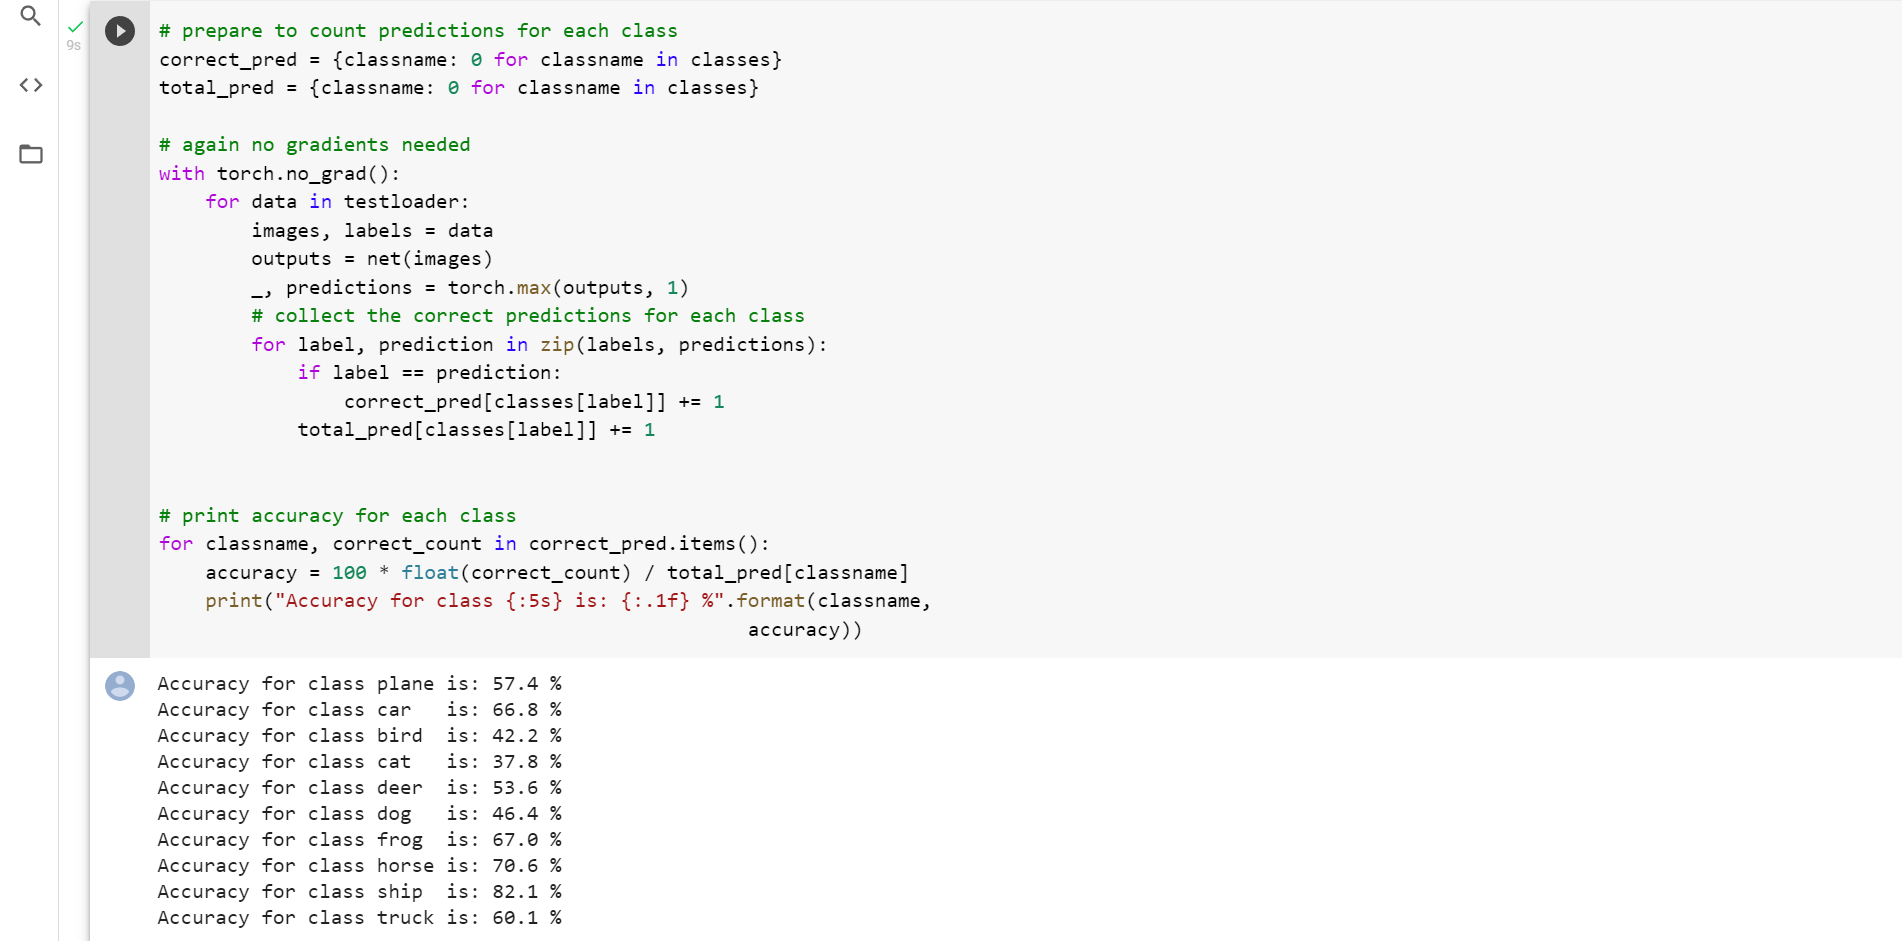 9s
# prepare to count predictions for each class
correct_pred = {classname: 0 for classname in classes}
total_pred = {classname: 0 for classname in classes}
# again no gradients needed
with torch.no_grad():
    for data in testloader:
        images, labels = data
        outputs = net(images)
        _, predictions = torch.max(outputs, 1)
        # collect the correct predictions for each class
        for label, prediction in zip(labels, predictions):
            if label == prediction:
                correct_pred[classes[label]] += 1
            total_pred[classes[label]] += 1
# print accuracy for each class
for classname, correct_count in correct_pred.items():
    accuracy = 100 * float(correct_count) / total_pred[classname]
    print("Accuracy for class {:5s} is: {:.1f} %".format(classname,
                                                   accuracy))
Accuracy for class plane is: 57.4 %
Accuracy for class car   is: 66.8 %
Accuracy for class bird  is: 42.2 %
Accuracy for class cat   is: 37.8 %
Accuracy for class deer  is: 53.6 %
Accuracy for class dog   is: 46.4 %
Accuracy for class frog  is: 67.0 %
Accuracy for class horse is: 70.6 %
Accuracy for class ship  is: 82.1 %
Accuracy for class truck is: 60.1 %